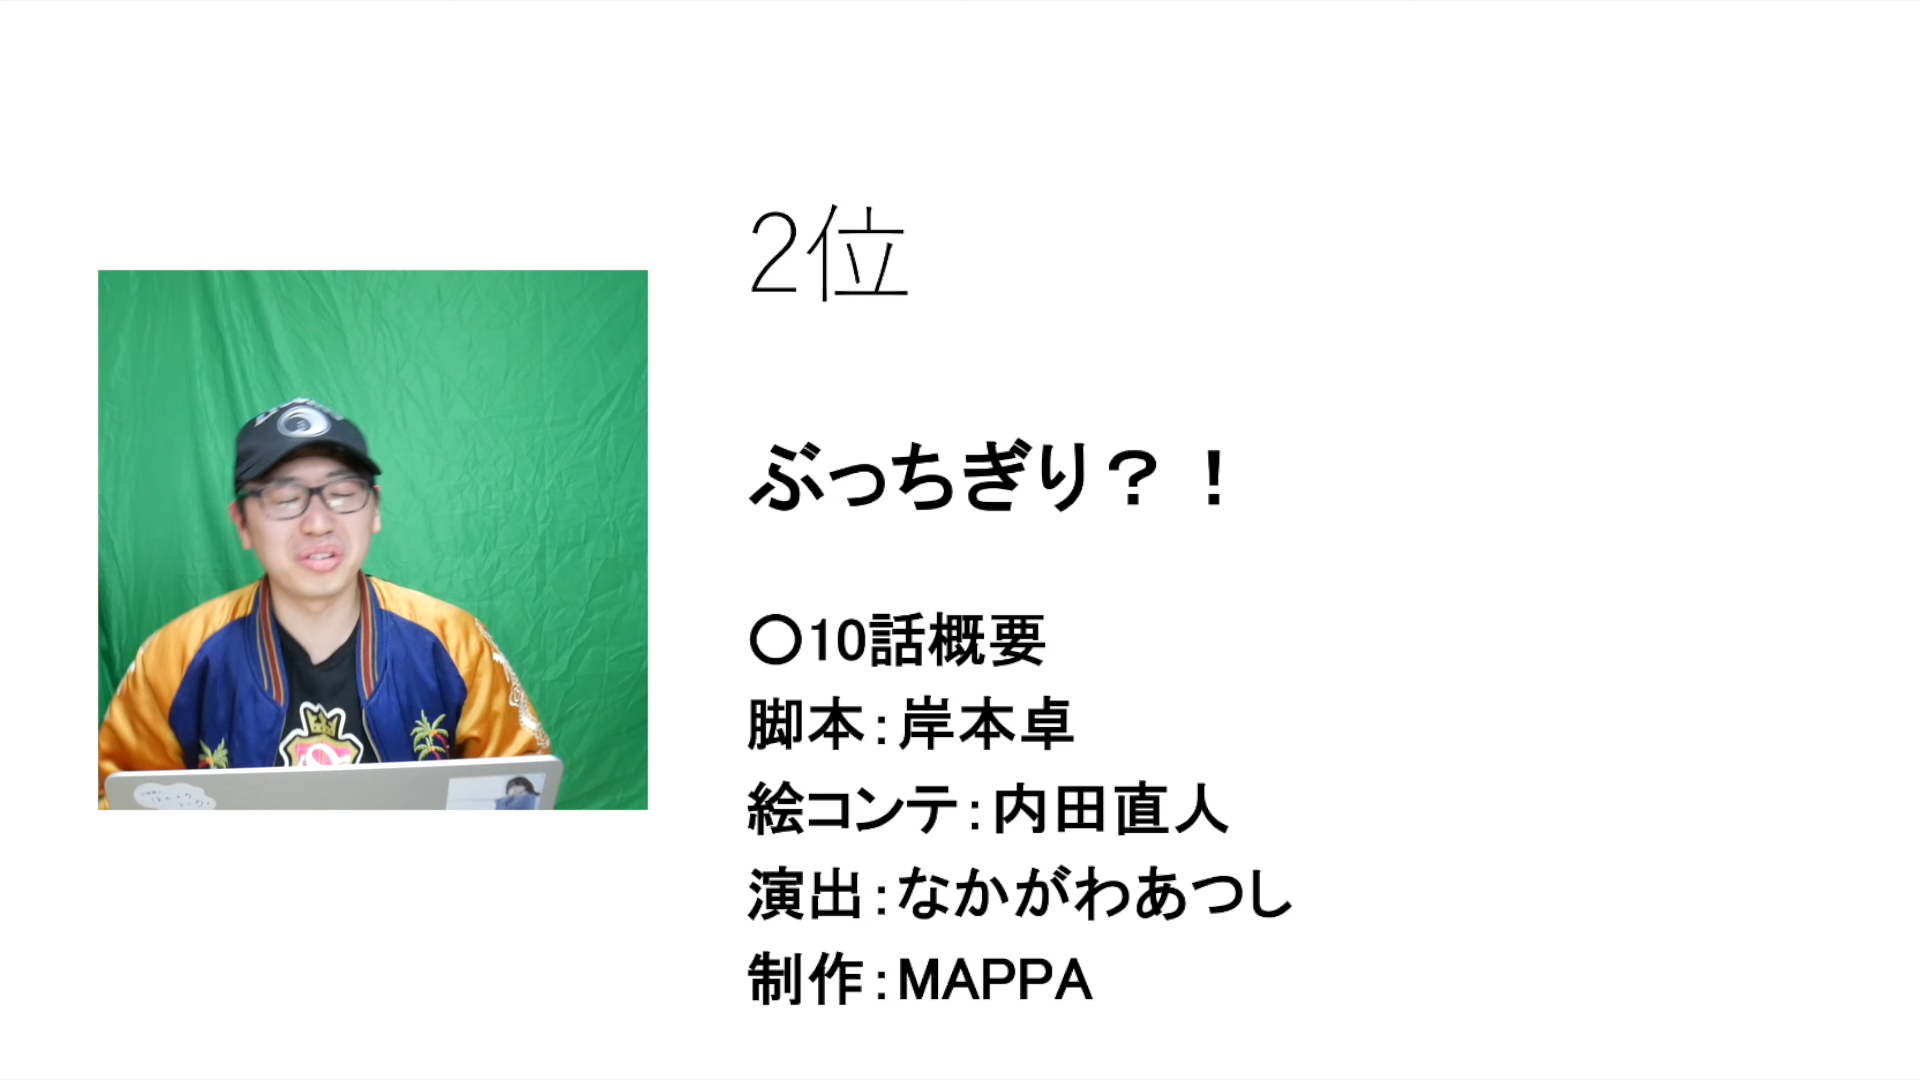 2位
ぶっちぎり？！
〇10話概要
脚本：岸本卓
絵コンテ：内田直人
演出：なかがわあつし
制作：MAPPA